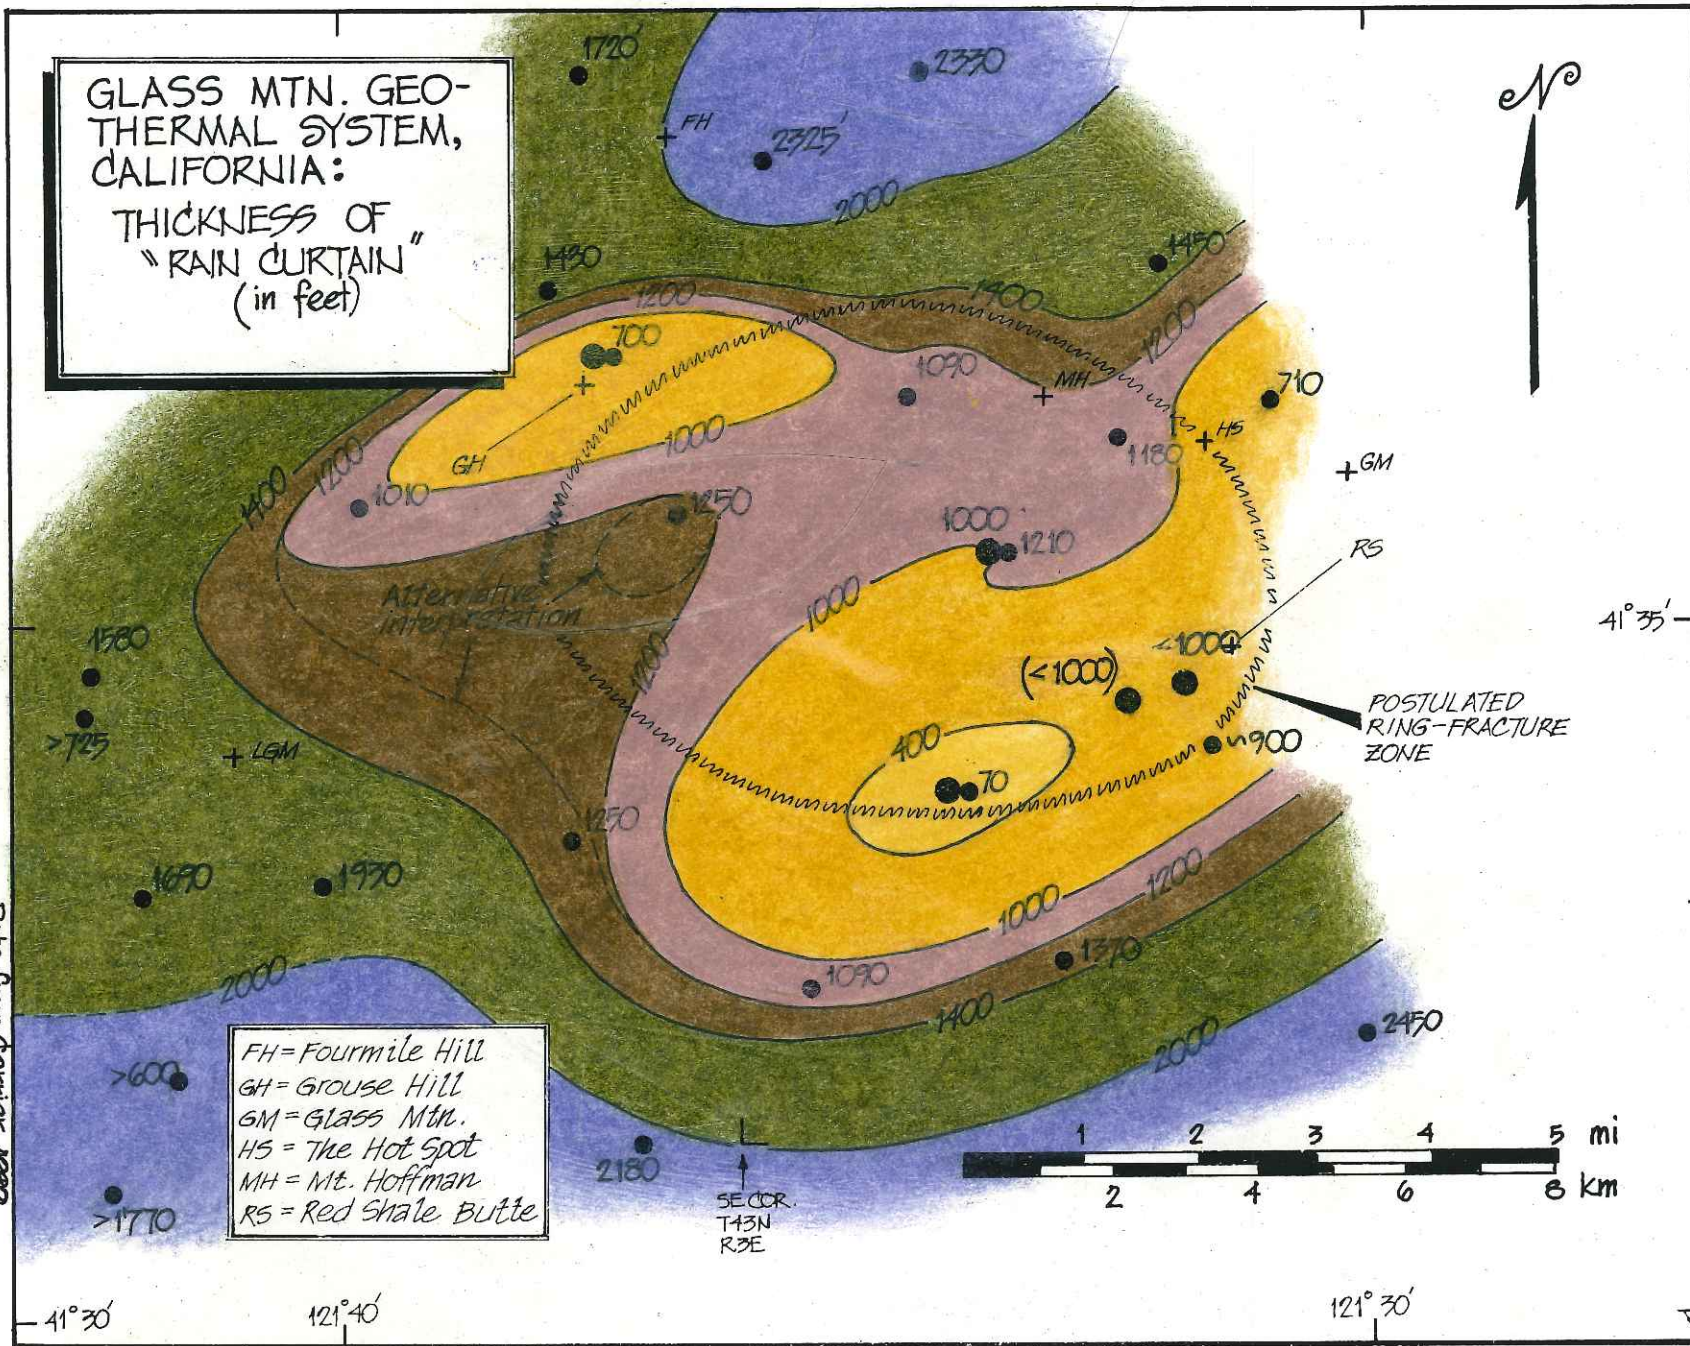 GLASS MTN. GEO-
THERMAL SYSTEM,
CALIFORNIA:
THICKNESS OF
"RAIN CURTAIN"
(in feet)
1720'
2330
FH
2325'
2000
N
1430
1450
1200
1400
700
1200
1090
MH
710
HS
GH
1000
1180
GM
1400
1200
1010
1250
1000
1210
RS
Alternative
interpretation
1000
41°35'
1580
1200
(<1000)
<1000
POSTULATED
RING-FRACTURE
ZONE
>725
LGM
400
~900
70
1250
1690
1930
1000
1200
1090
1370
2000
1400
2000
2450
FH = Fourmile Hill
GH = Grouse Hill
GM = Glass Mtn.
HS = The Hot Spot
MH = Mt. Hoffman
RS = Red Shale Butte
>600
>1770
2180
SE COR.
T43N
R3E
1 2 3 4 5 mi
2 4 6 8 km
41°30'
121°40'
121°30'